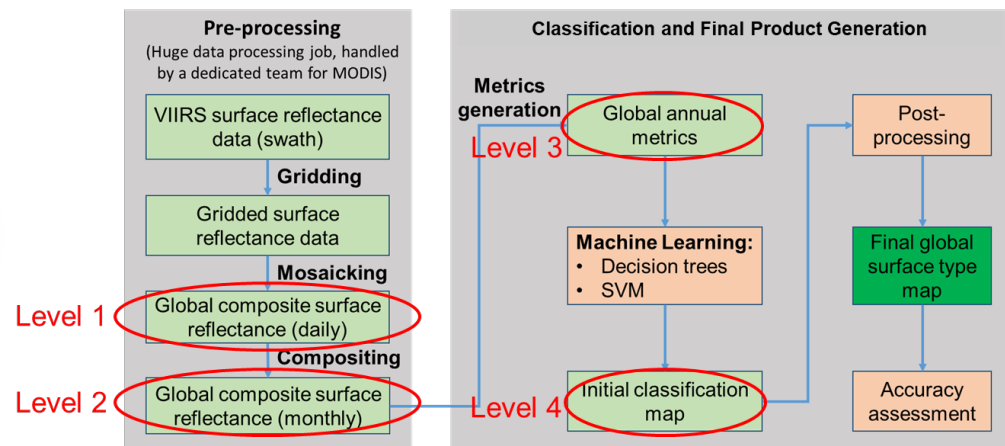 Pre-processing
(Huge data processing job, handled
by a dedicated team for MODIS)
VIIRS surface reflectance
data (swath)
Gridding
Gridded surface
reflectance data
Mosaicking
Level 1
Global composite surface
reflectance (daily)
Compositing
Level 2
Global composite surface
reflectance (monthly)
Classification and Final Product Generation
Metrics
generation
Level 3
Global annual
metrics
Machine Learning:
• Decision trees
• SVM
Level 4
Initial classification
map
Post-
processing
Final global
surface type
map
Accuracy
assessment